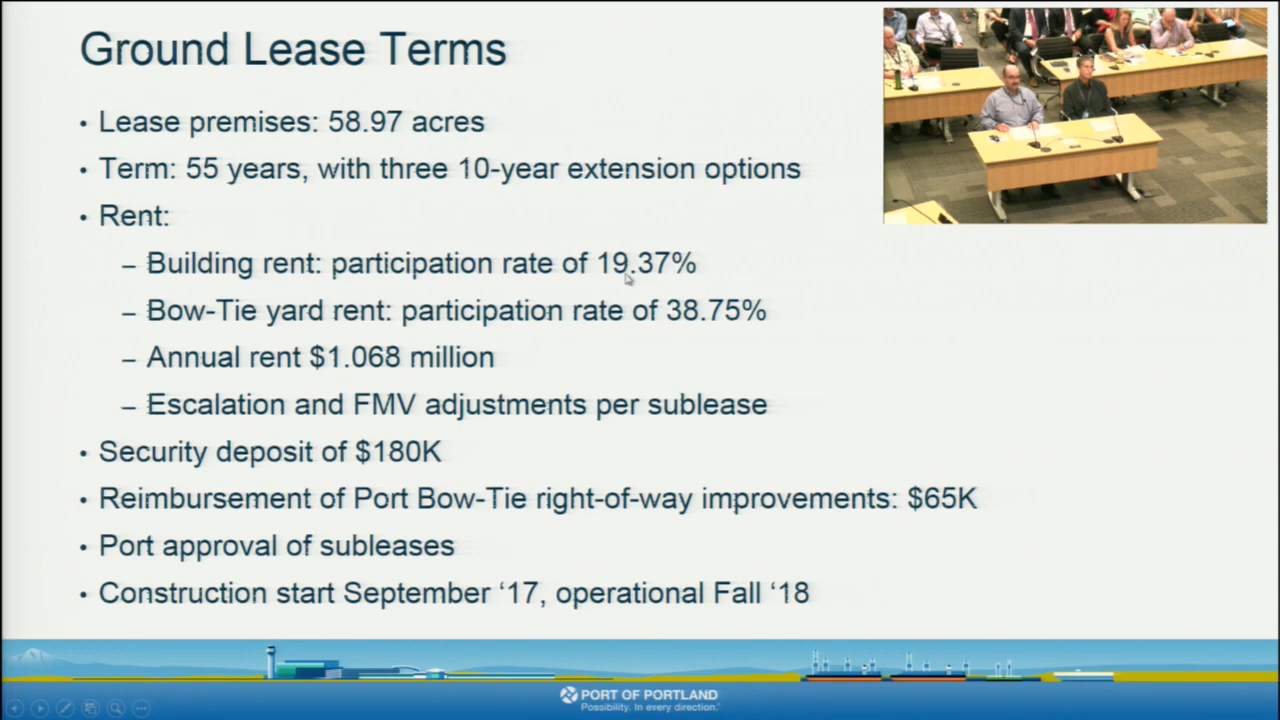 Ground Lease Terms
• Lease premises: 58.97 acres
• Term: 55 years, with three 10-year extension options
• Rent:
– Building rent: participation rate of 19.37%
– Bow-Tie yard rent: participation rate of 38.75%
– Annual rent $1.068 million
– Escalation and FMV adjustments per sublease
• Security deposit of $180K
• Reimbursement of Port Bow-Tie right-of-way improvements: $65K
• Port approval of subleases
• Construction start September ‘17, operational Fall ‘18
PORT OF PORTLAND
Possibility. In every direction.™